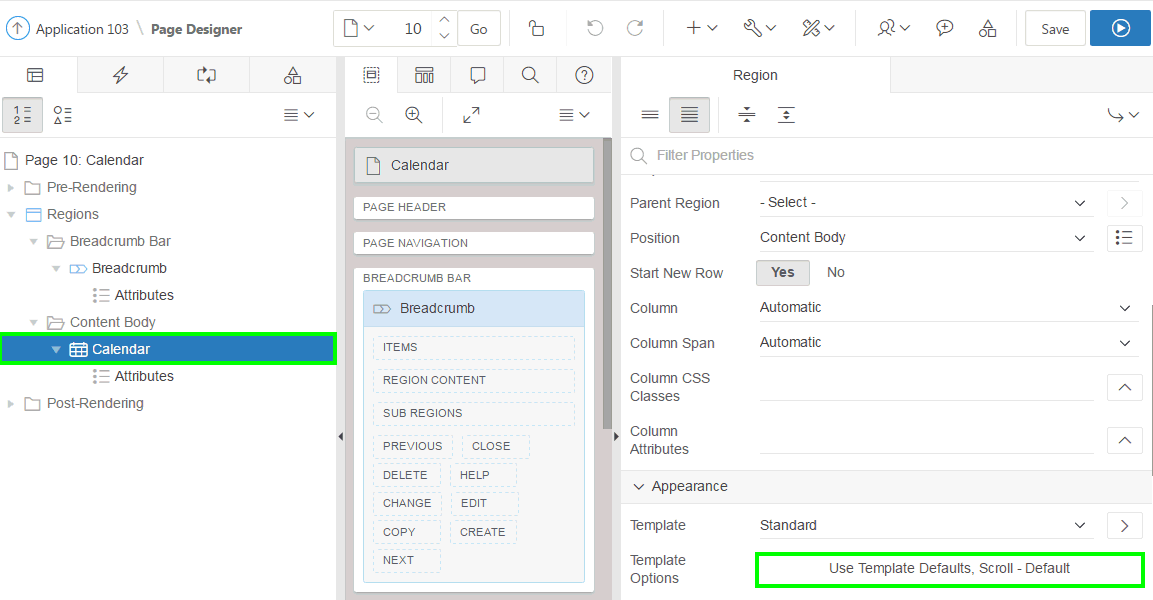 Application 103 \ Page Designer
10
Go
Save
Region
1
2
Page 10: Calendar
Pre-Rendering
Regions
Breadcrumb Bar
Breadcrumb
Attributes
Content Body
Calendar
Attributes
Post-Rendering
Calendar
PAGE HEADER
PAGE NAVIGATION
BREADCRUMB BAR
Breadcrumb
ITEMS
REGION CONTENT
SUB REGIONS
PREVIOUS CLOSE
DELETE HELP
CHANGE EDIT
COPY CREATE
NEXT
Filter Properties
Parent Region - Select -
Position Content Body
Start New Row Yes No
Column Automatic
Column Span Automatic
Column CSS
Classes
Column
Attributes
Appearance
Template Standard
Template
Options
Use Template Defaults, Scroll - Default